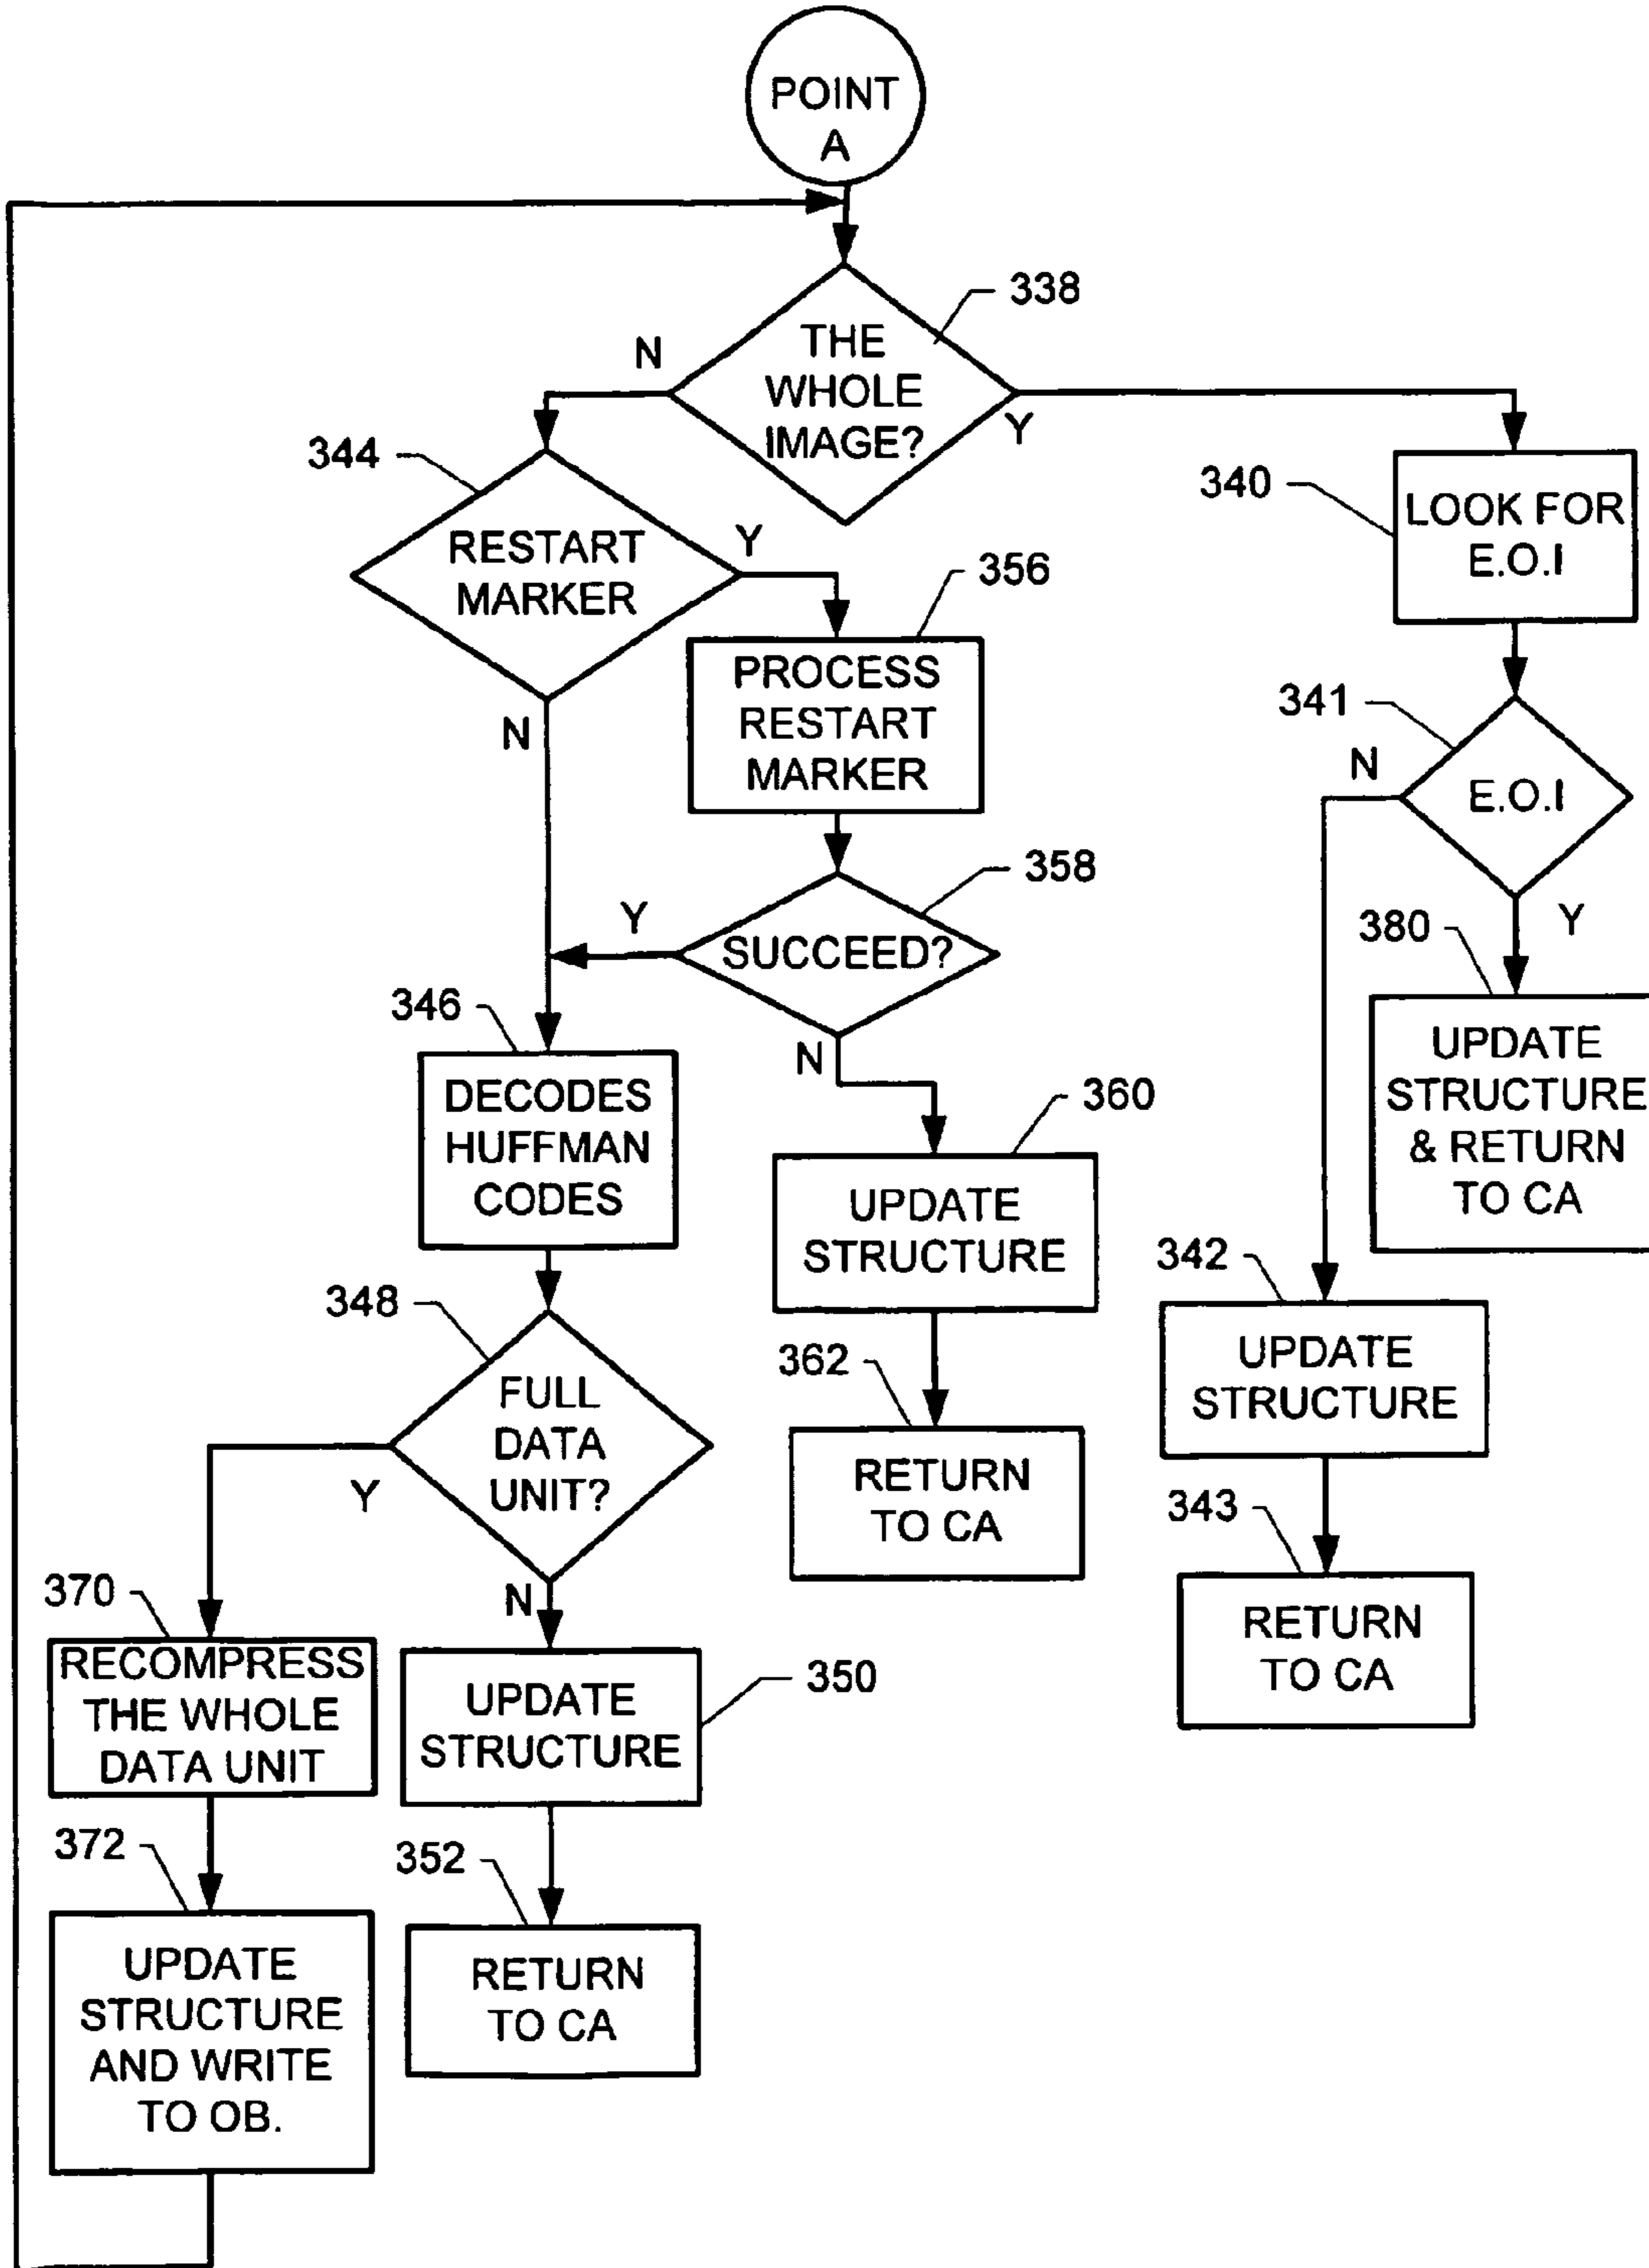 POINT
A
338
THE
WHOLE
IMAGE?
N
Y
344
RESTART
MARKER
Y
N
340
LOOK FOR
E.O.I
356
PROCESS
RESTART
MARKER
341
E.O.I
N
Y
358
SUCCEED?
Y
N
380
UPDATE
STRUCTURE
& RETURN
TO CA
346
DECODES
HUFFMAN
CODES
360
UPDATE
STRUCTURE
342
UPDATE
STRUCTURE
348
FULL
DATA
UNIT?
Y
N
362
RETURN
TO CA
343
RETURN
TO CA
370
RECOMPRESS
THE WHOLE
DATA UNIT
350
UPDATE
STRUCTURE
372
UPDATE
STRUCTURE
AND WRITE
TO OB.
352
RETURN
TO CA